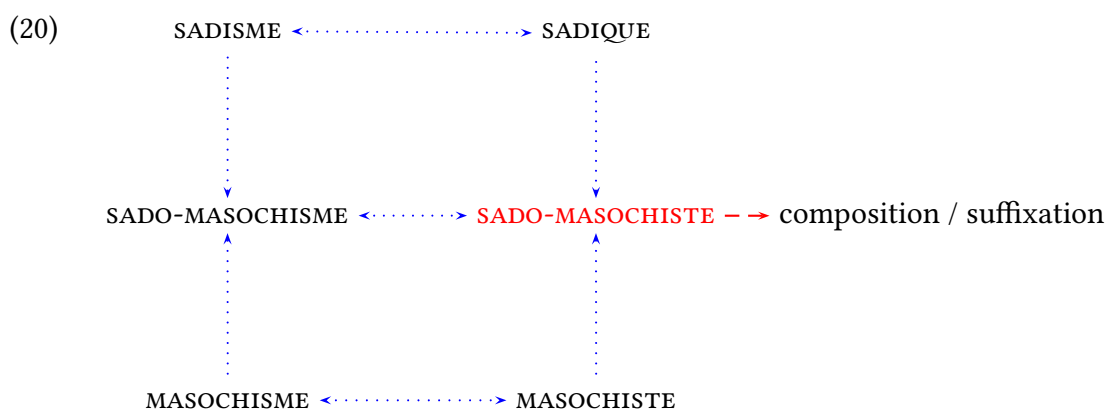 (20) SADISME SADIQUE
SADO-MASOCHISME SADO-MASOCHISTE composition / suffixation
MASOCHISME MASOCHISTE